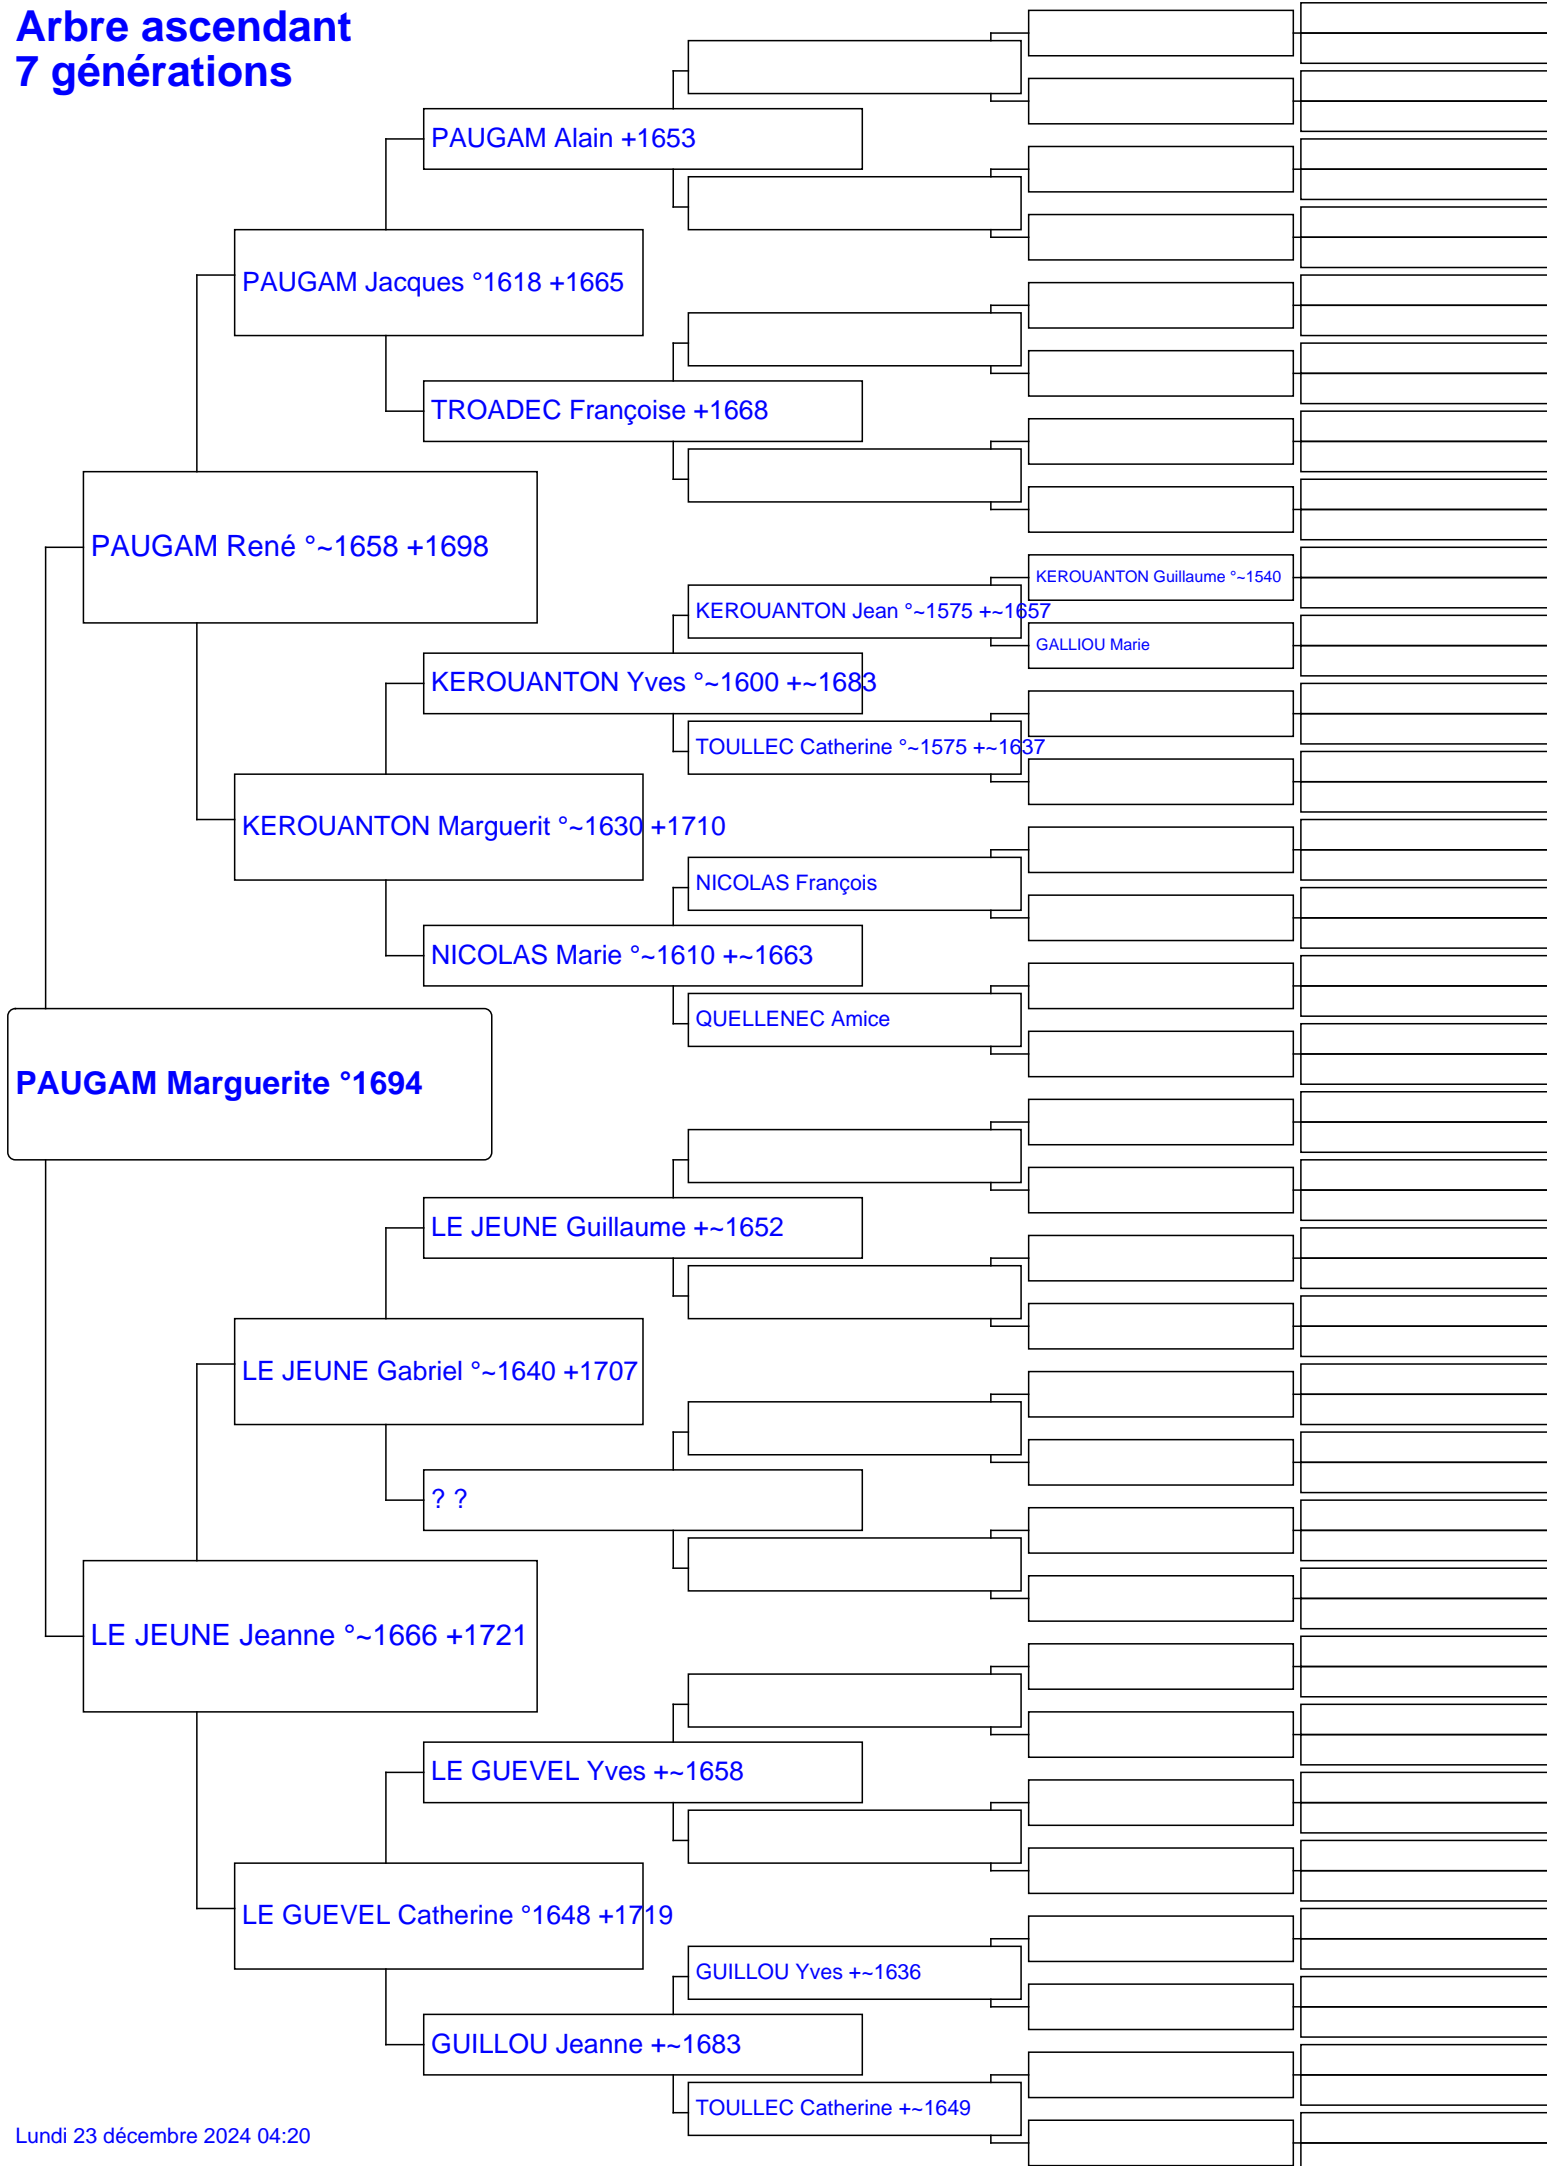 Arbre ascendant
7 générations
PAUGAM Alain +1653
PAUGAM Jacques °1618 +1665
TROADEC Françoise +1668
PAUGAM René °~1658 +1698
KEROUANTON Guillaume °~1540
KEROUANTON Jean °~1575 +~1657
GALLIOU Marie
KEROUANTON Yves °~1600 +~1683
TOULLEC Catherine °~1575 +~1637
KEROUANTON Marguerit °~1630 +1710
NICOLAS François
NICOLAS Marie °~1610 +~1663
QUELLENEC Amice
PAUGAM Marguerite °1694
LE JEUNE Guillaume +~1652
LE JEUNE Gabriel °~1640 +1707
? ?
LE JEUNE Jeanne °~1666 +1721
LE GUEVEL Yves +~1658
LE GUEVEL Catherine °1648 +1719
GUILLOU Yves +~1636
GUILLOU Jeanne +~1683
TOULLEC Catherine +~1649
Lundi 23 décembre 2024 04:20